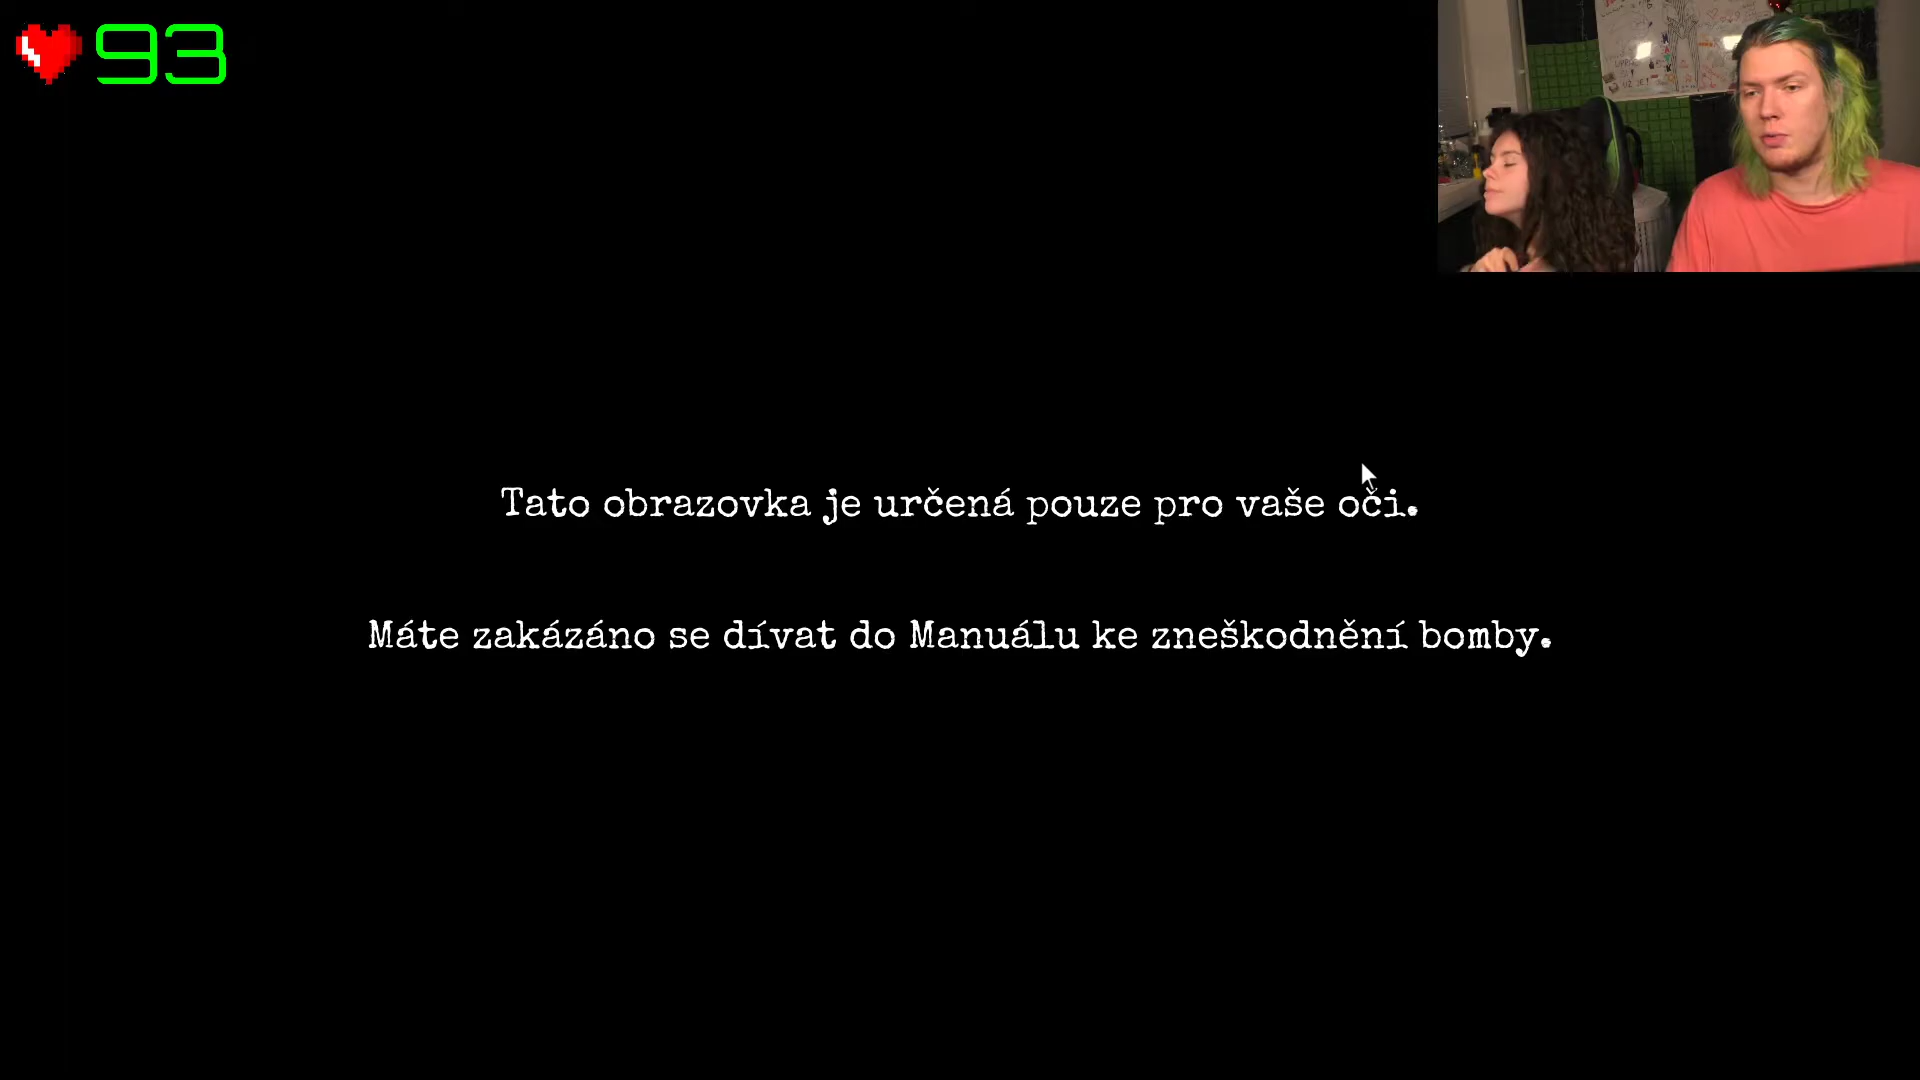 93
Tato obrazovka je určená pouze pro vaše oči.
Máte zakázáno se dívat do Manuálu ke zneškodnění bomby.